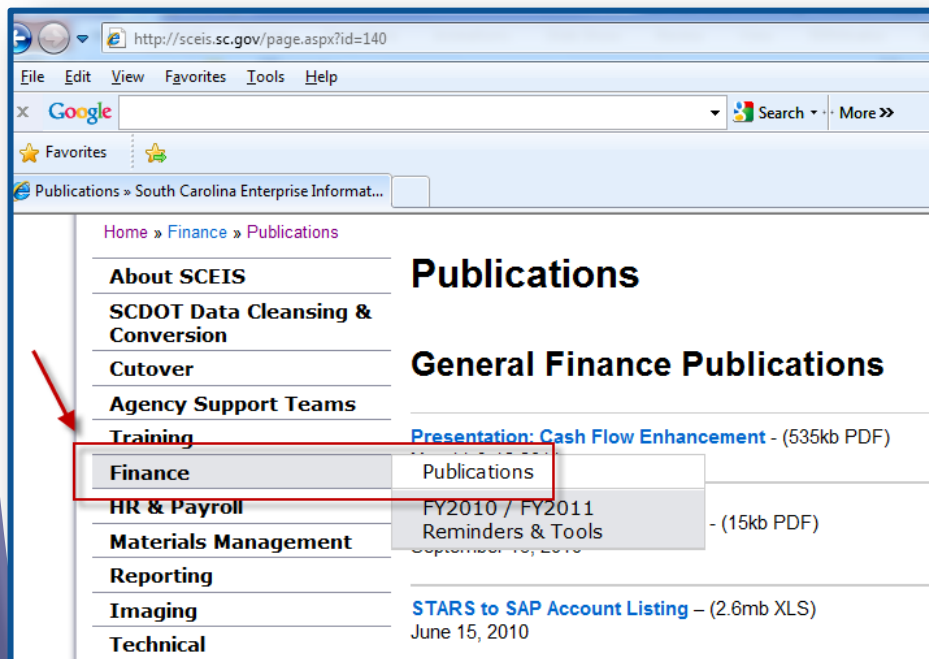 http://sceis.sc.gov/page.aspx?id=140
File Edit View Favorites Tools Help
x Google Search More »
Favorites
Publications » South Carolina Enterprise Informat...
Home » Finance » Publications
About SCEIS
SCDOT Data Cleansing &
Conversion
Cutover
Agency Support Teams
Training
Finance
HR & Payroll
Materials Management
Reporting
Imaging
Technical
Publications
FY2010 / FY2011
Reminders & Tools
Publications
General Finance Publications
Presentation: Cash Flow Enhancement - (535kb PDF)
- (15kb PDF)
STARS to SAP Account Listing – (2.6mb XLS)
June 15, 2010